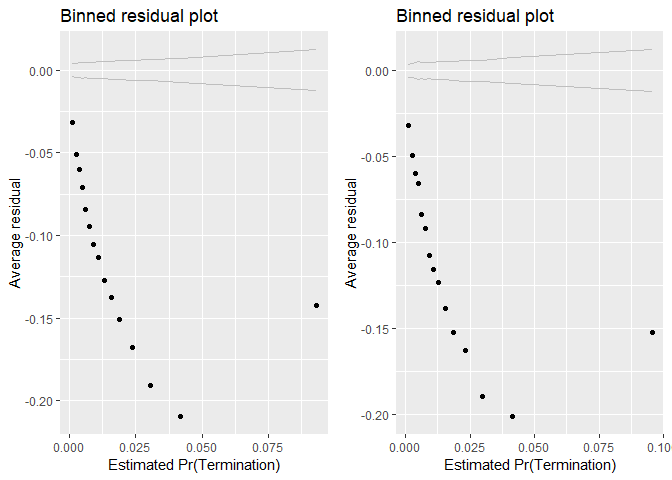 Binned residual plot
Average residual
0.00
-0.05
-0.10
-0.15
-0.20
0.000 0.025 0.050 0.075
Estimated Pr(Termination)
Binned residual plot
Average residual
0.00
-0.05
-0.10
-0.15
-0.20
0.000 0.025 0.050 0.075 0.10
Estimated Pr(Termination)